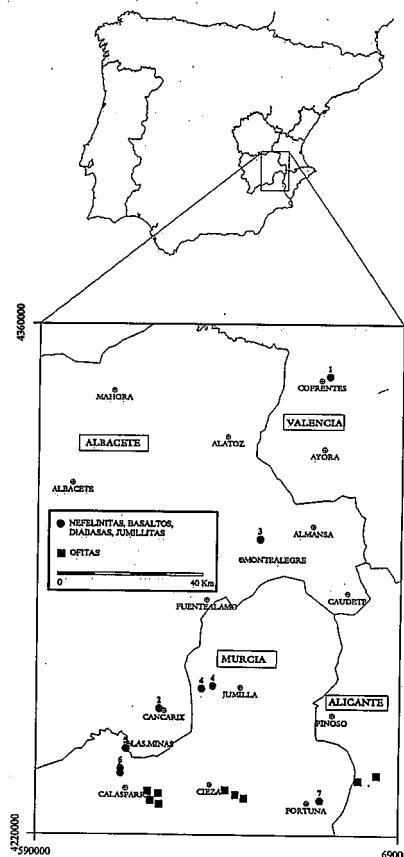 4360000
1
COFRENTES
MAHORA
VALENCIA
ALBACETE
ALATOZ
AYORA
ALBACETE
NEFELINITAS, BASALTOS,
DIABASAS, JUMILLITAS
OFITAS
0 40 Km.
3
ALMANSA
MONTEALEGRE
CAUDETE
FUENTEALAMO
MURCIA
4 4
JUMILLA
ALICANTE
2
CANCARIX
PINOSO
5
LAS MINAS
6
CALASPARRA
CIEZA
7
FORTUNA
4220000
590000
6900